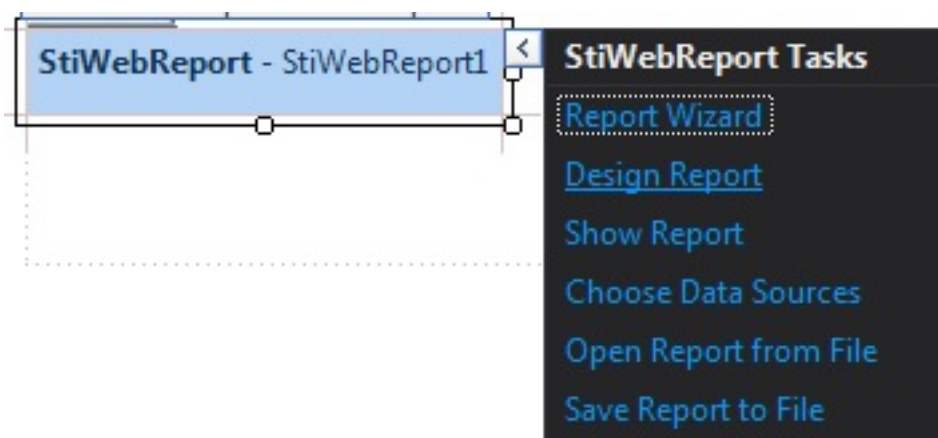 StiWebReport - StiWebReport1
StiWebReport Tasks
Report Wizard
Design Report
Show Report
Choose Data Sources
Open Report from File
Save Report to File